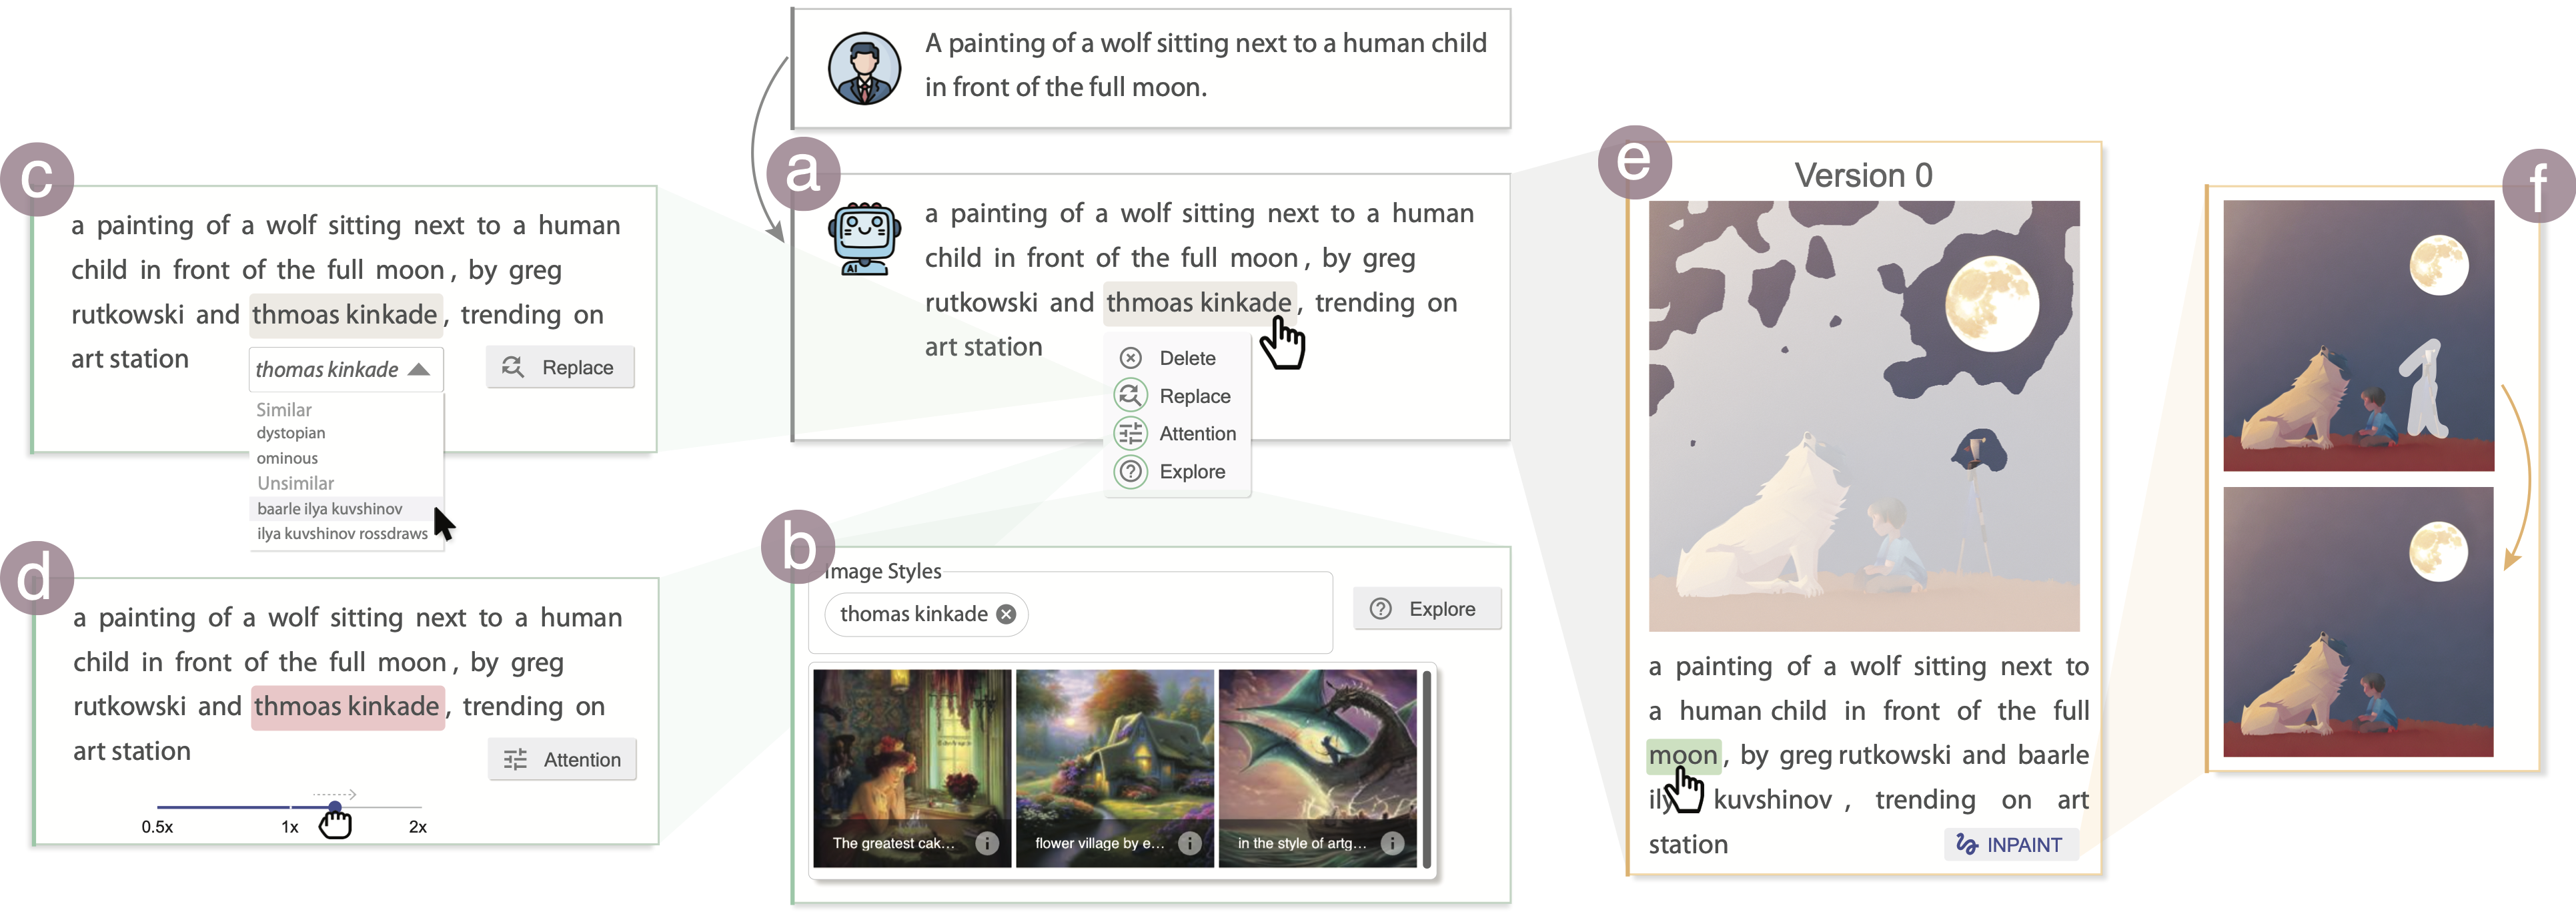 A painting of a wolf sitting next to a human child
in front of the full moon.
a
AI
a painting of a wolf sitting next to a human
child in front of the full moon , by greg
rutkowski and thmoas kinkade , trending on
art station
Delete
Replace
Attention
Explore
b
Image Styles
thomas kinkade
Explore
The greatest cak...
flower village by e...
in the style of artg...
c
a painting of a wolf sitting next to a human
child in front of the full moon , by greg
rutkowski and thmoas kinkade , trending on
art station
thomas kinkade
Replace
Similar
dystopian
ominous
Unsimilar
baarle ilya kuvshinov
ilya kuvshinov rossdraws
d
a painting of a wolf sitting next to a human
child in front of the full moon , by greg
rutkowski and thmoas kinkade , trending on
art station
Attention
0.5x 1x 2x
e
Version 0
a painting of a wolf sitting next to
a human child in front of the full
moon , by greg rutkowski and baarle
ily kuvshinov , trending on art
station
INPAINT
f